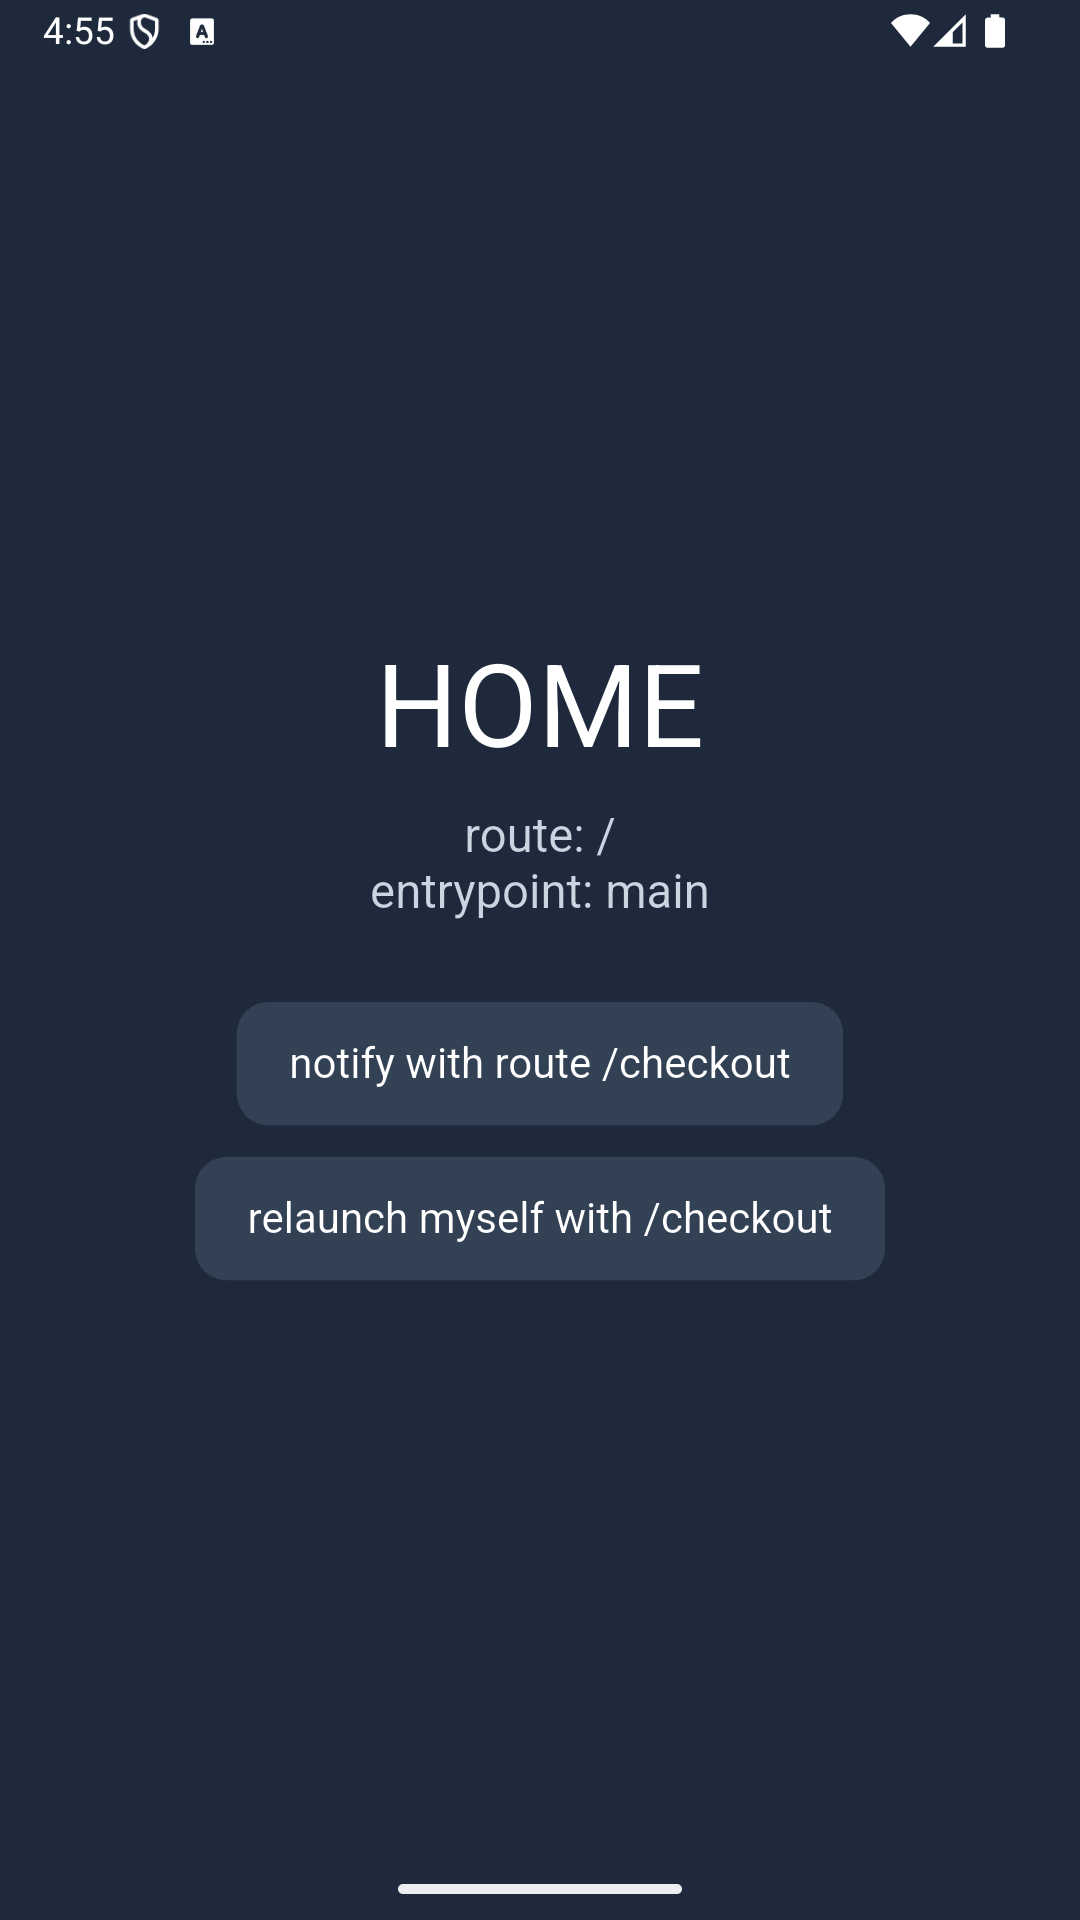 4:55
HOME
route: /
entrypoint: main
notify with route /checkout
relaunch myself with /checkout